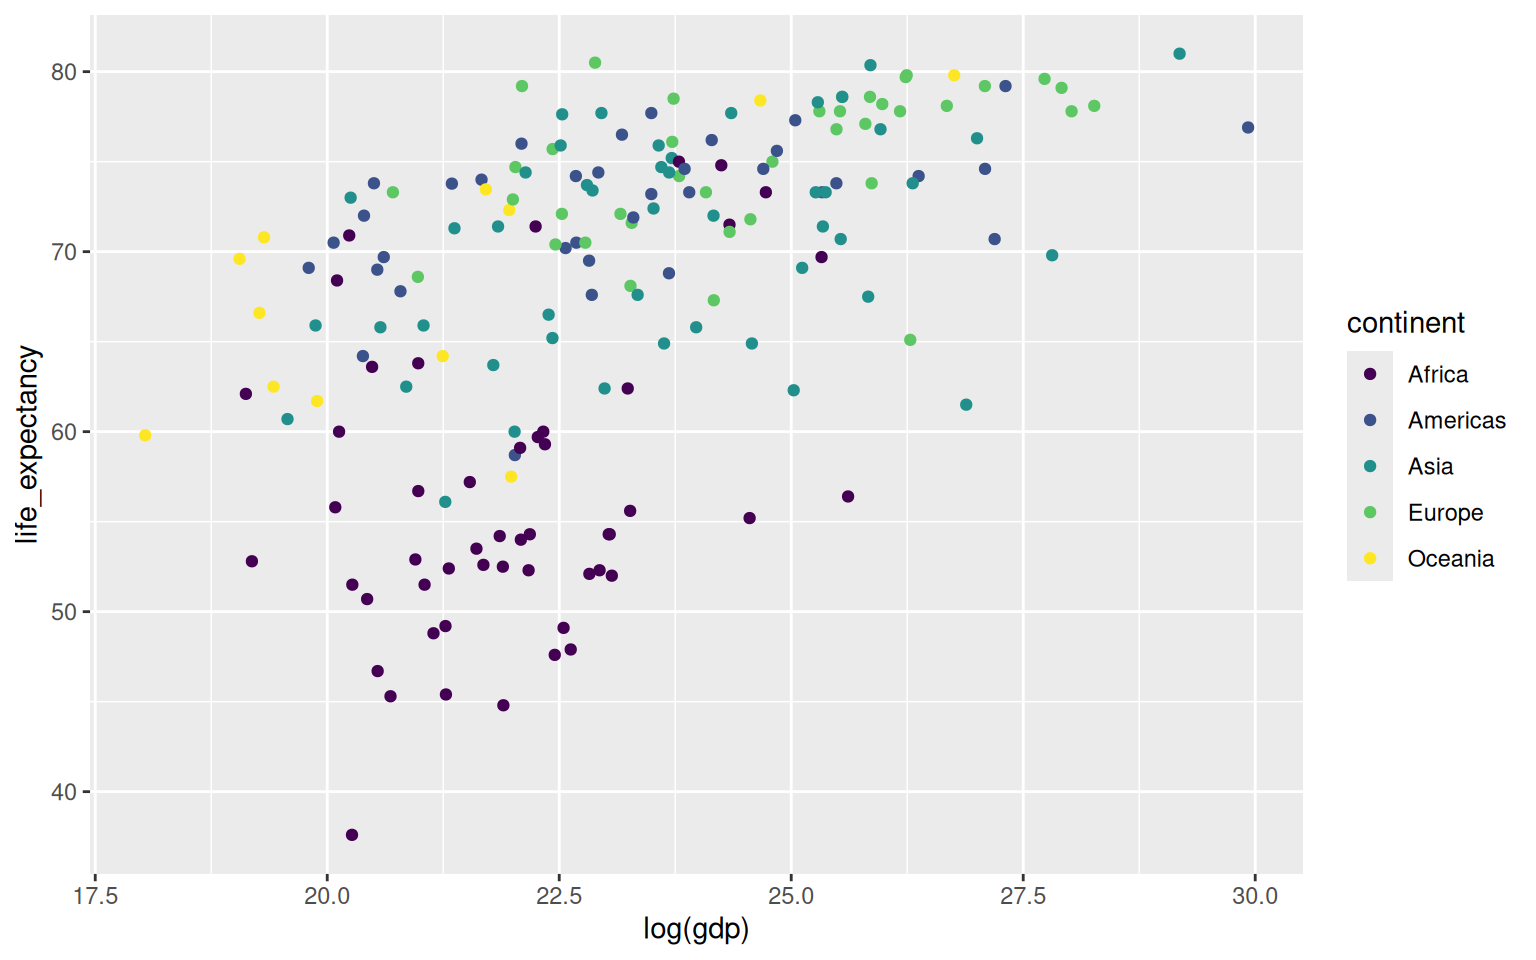 80
70
60
50
40
life_expectancy
17.5 20.0 22.5 25.0 27.5 30.0
log(gdp)
continent
Africa
Americas
Asia
Europe
Oceania